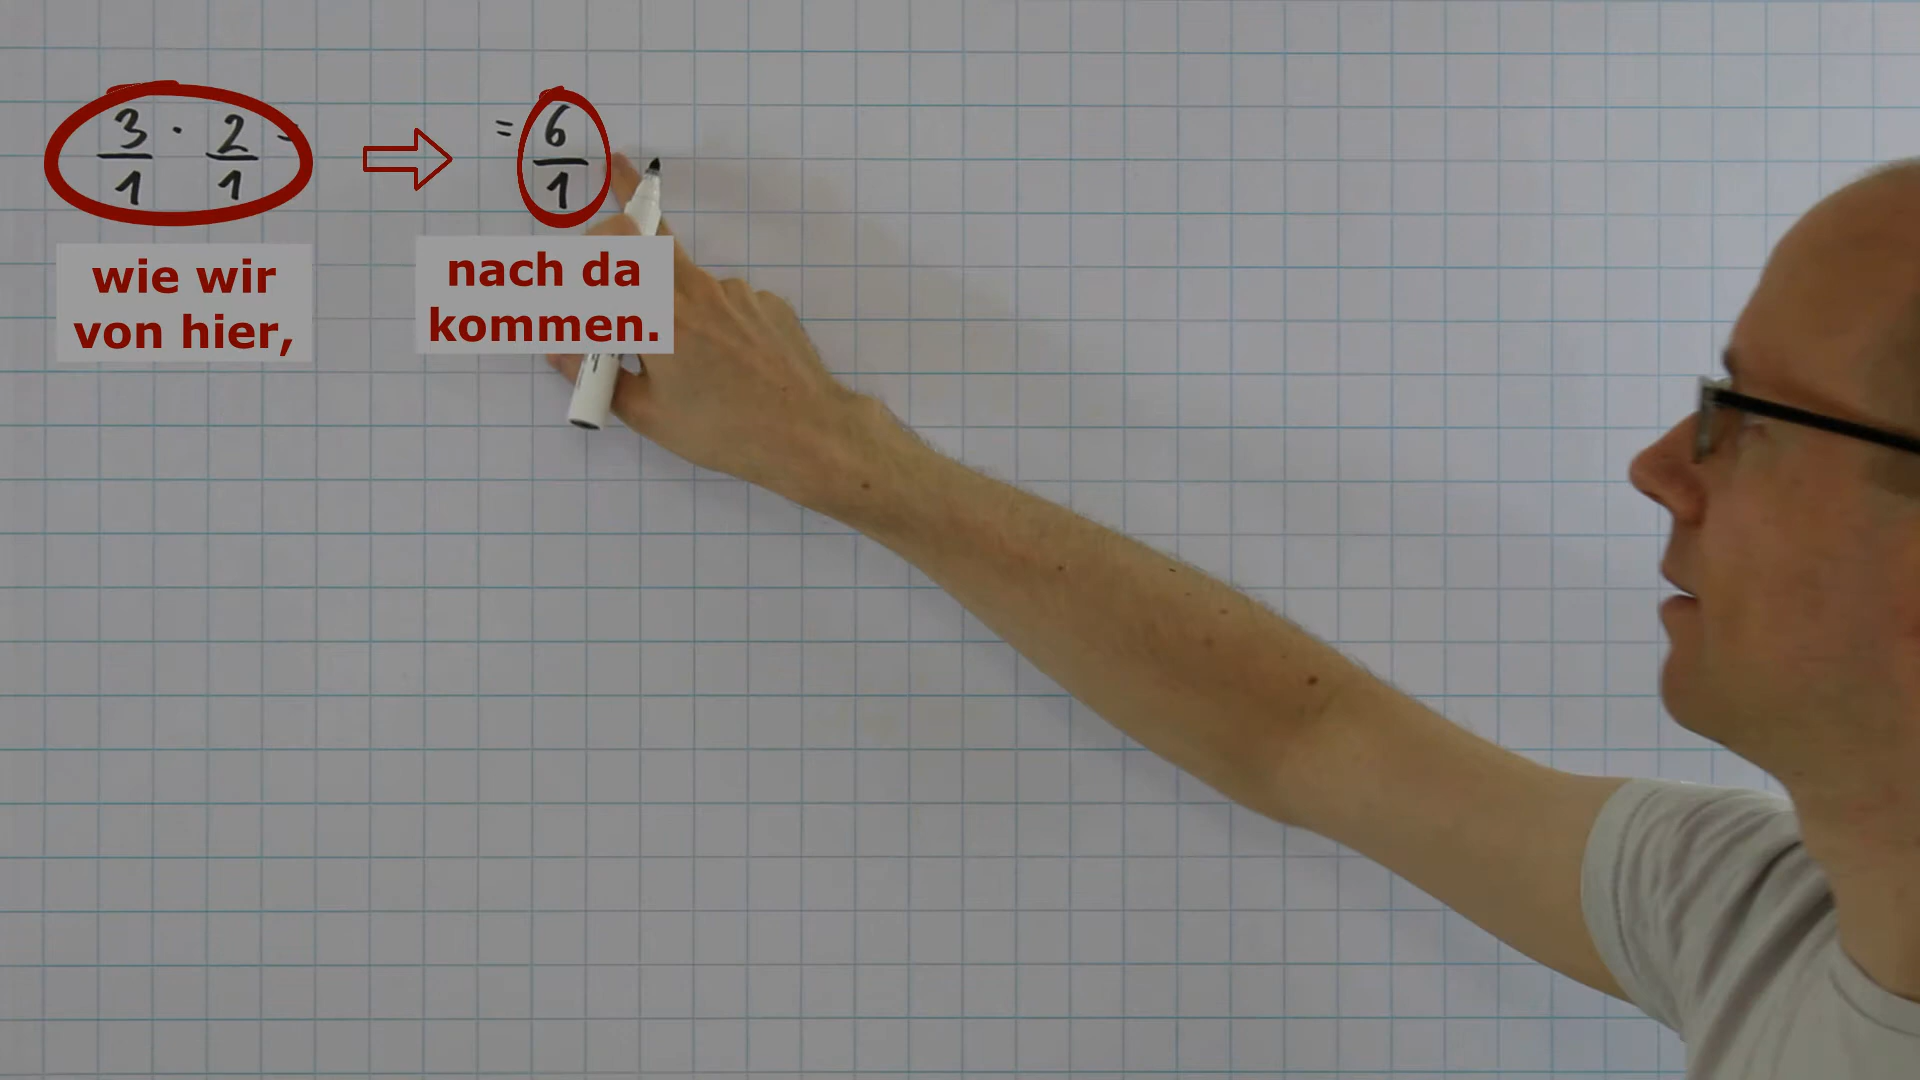 3/1 · 2/1 = = 6/1
wie wir
von hier,
nach da
kommen.